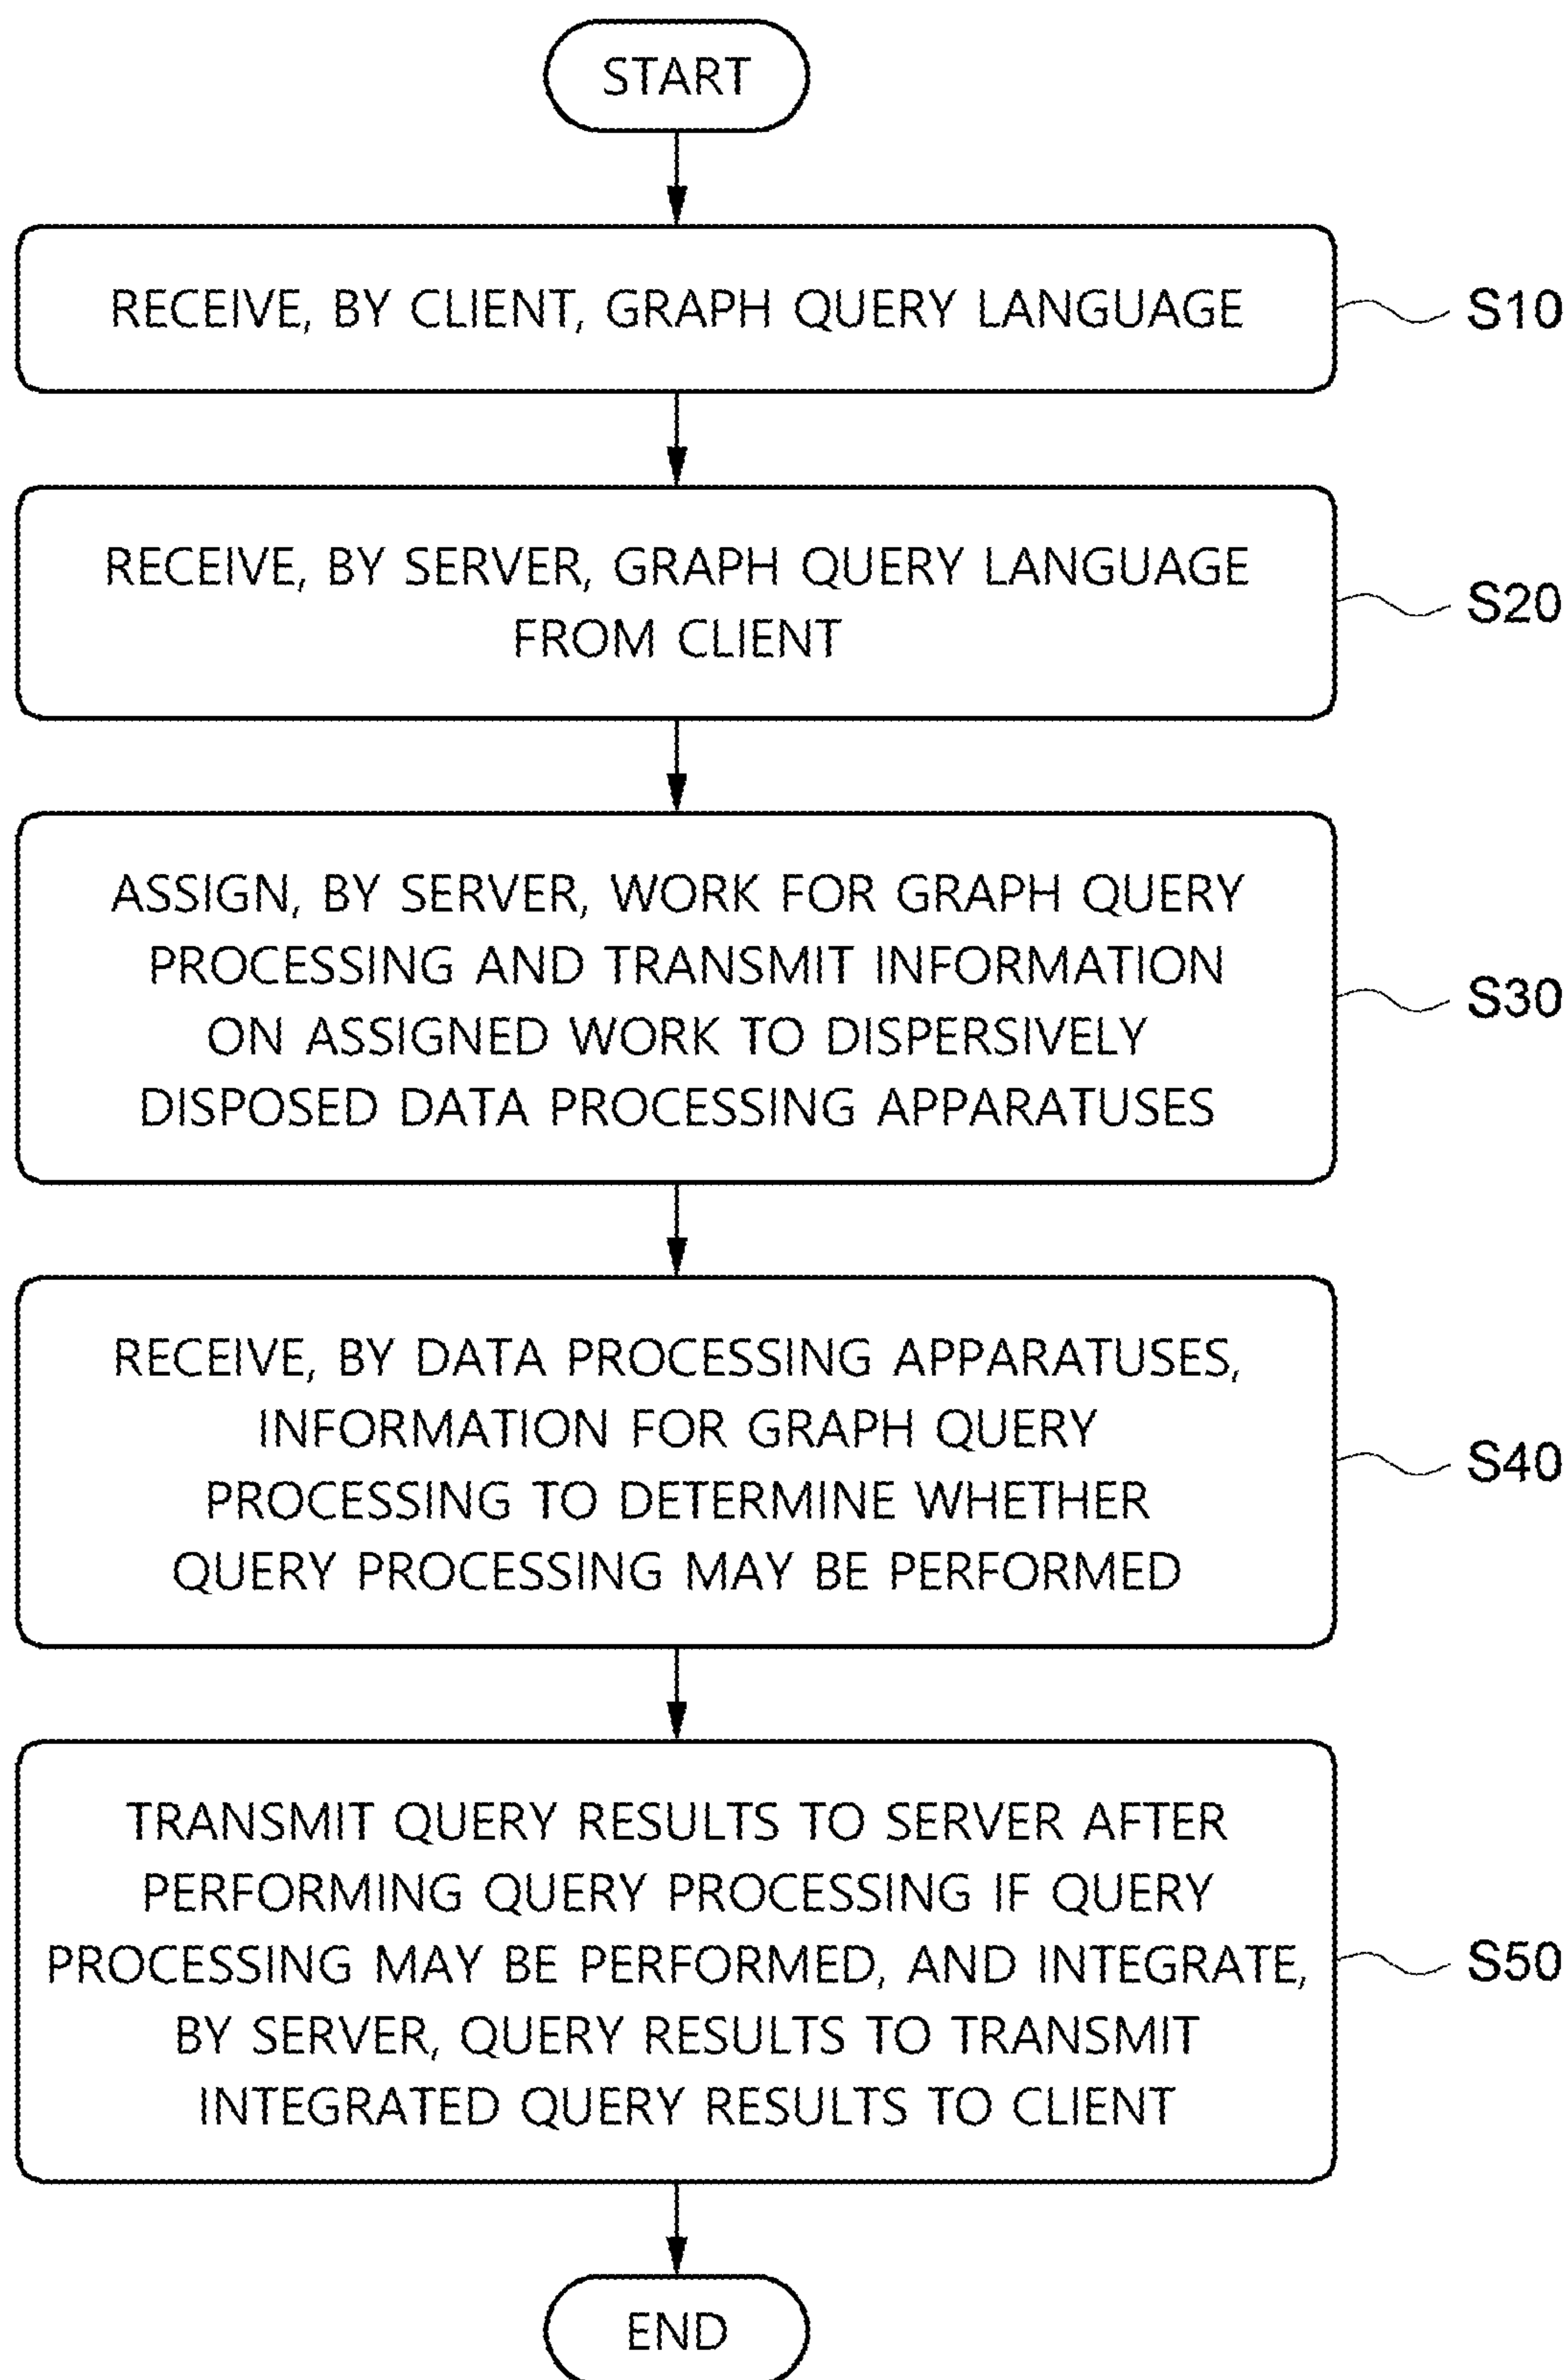 START
RECEIVE, BY CLIENT, GRAPH QUERY LANGUAGE
S10
RECEIVE, BY SERVER, GRAPH QUERY LANGUAGE
FROM CLIENT
S20
ASSIGN, BY SERVER, WORK FOR GRAPH QUERY
PROCESSING AND TRANSMIT INFORMATION
ON ASSIGNED WORK TO DISPERSIVELY
DISPOSED DATA PROCESSING APPARATUSES
S30
RECEIVE, BY DATA PROCESSING APPARATUSES,
INFORMATION FOR GRAPH QUERY
PROCESSING TO DETERMINE WHETHER
QUERY PROCESSING MAY BE PERFORMED
S40
TRANSMIT QUERY RESULTS TO SERVER AFTER
PERFORMING QUERY PROCESSING IF QUERY
PROCESSING MAY BE PERFORMED, AND INTEGRATE,
BY SERVER, QUERY RESULTS TO TRANSMIT
INTEGRATED QUERY RESULTS TO CLIENT
S50
END